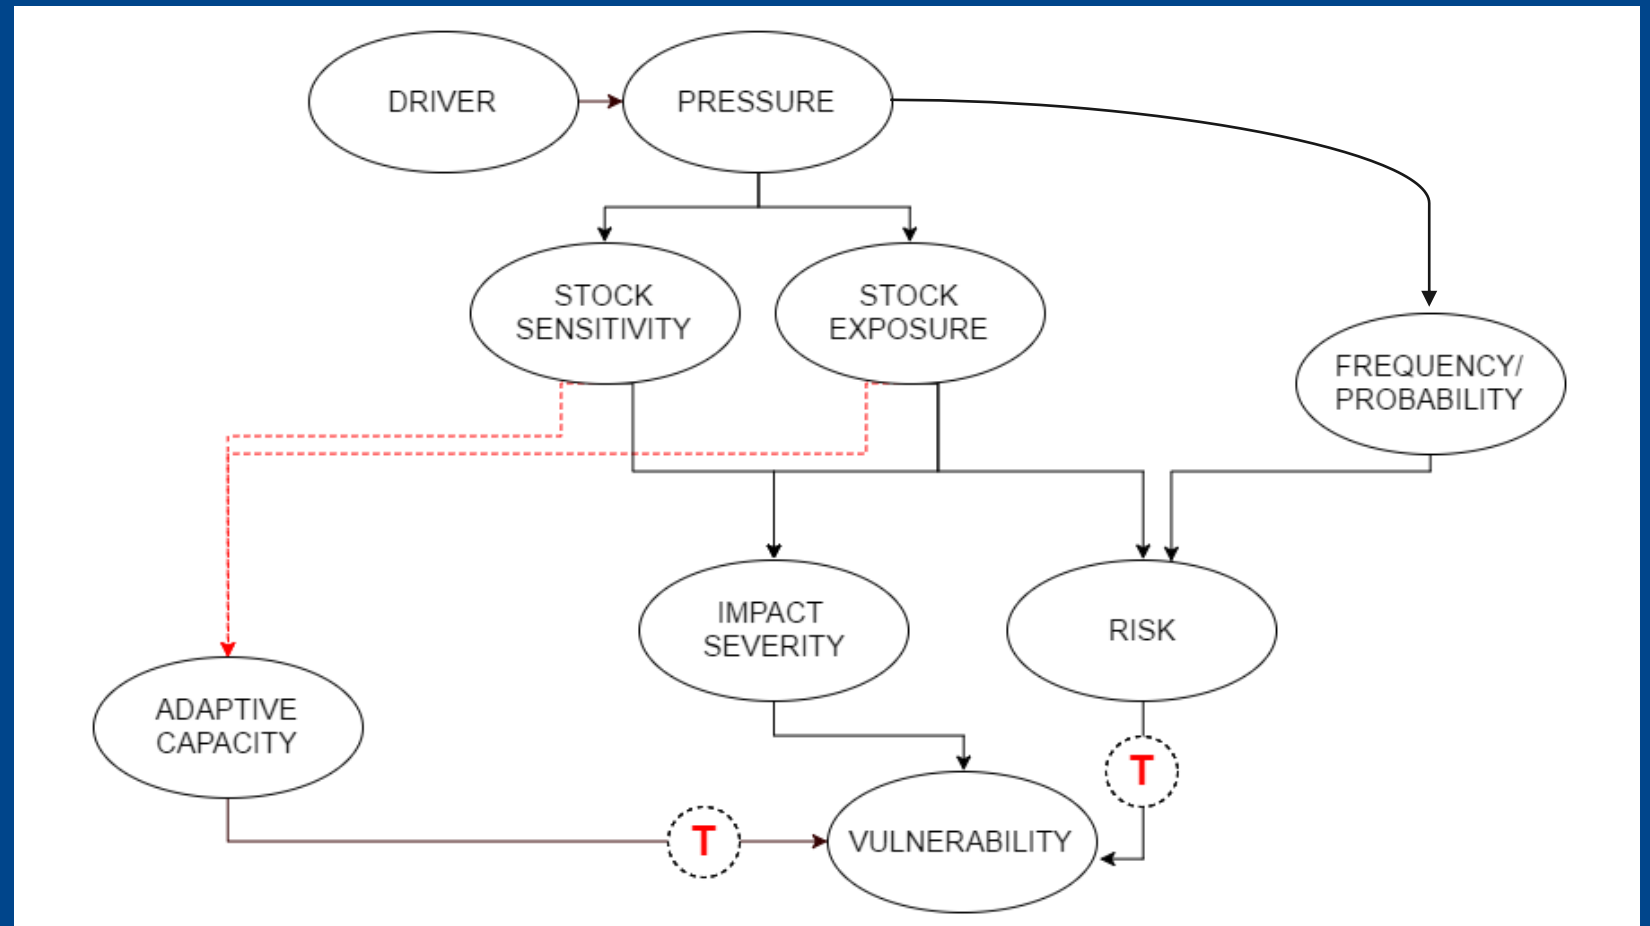 DRIVER
PRESSURE
STOCK
SENSITIVITY
STOCK
EXPOSURE
FREQUENCY/
PROBABILITY
IMPACT
SEVERITY
RISK
ADAPTIVE
CAPACITY
T
T
VULNERABILITY